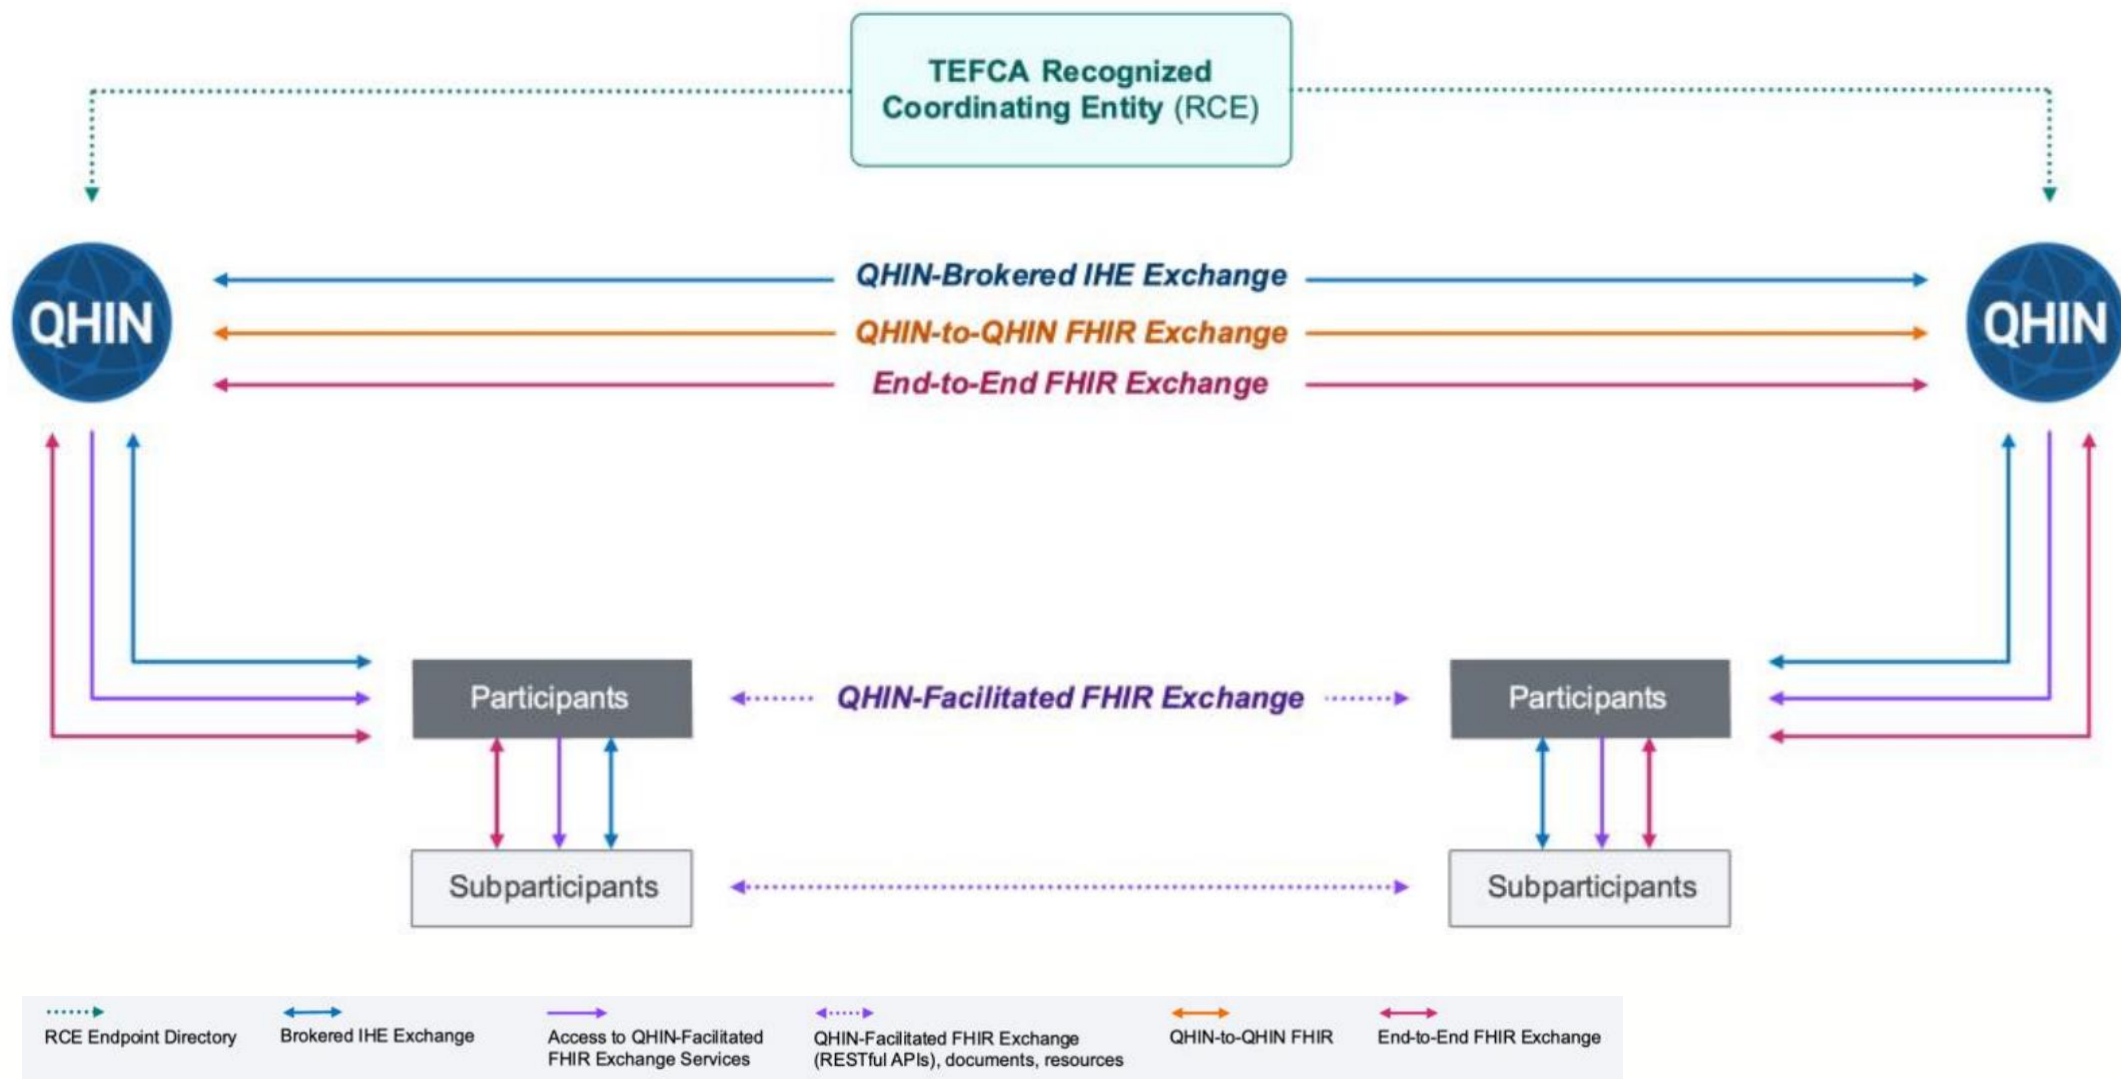 TEFCA Recognized
Coordinating Entity (RCE)
QHIN
QHIN
QHIN-Brokered IHE Exchange
QHIN-to-QHIN FHIR Exchange
End-to-End FHIR Exchange
Participants
QHIN-Facilitated FHIR Exchange
Participants
Subparticipants
Subparticipants
RCE Endpoint Directory
Brokered IHE Exchange
Access to QHIN-Facilitated
FHIR Exchange Services
QHIN-Facilitated FHIR Exchange
(RESTful APIs), documents, resources
QHIN-to-QHIN FHIR
End-to-End FHIR Exchange